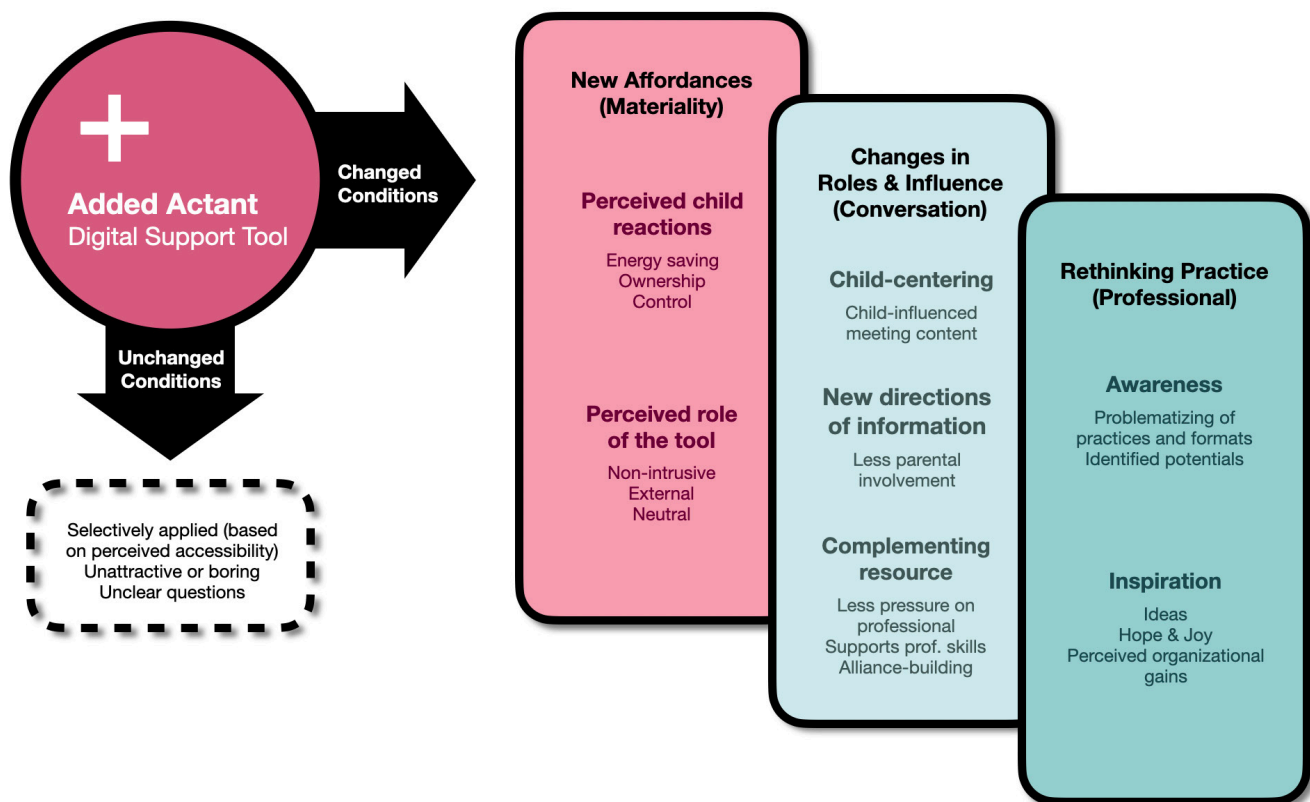 Added Actant
Digital Support Tool
Changed
Conditions
Unchanged
Conditions
Selectively applied (based
on perceived accessibility)
Unattractive or boring
Unclear questions
New Affordances
(Materiality)
Perceived child
reactions
Energy saving
Ownership
Control
Perceived role
of the tool
Non-intrusive
External
Neutral
Changes in
Roles & Influence
(Conversation)
Child-centering
Child-influenced
meeting content
New directions
of information
Less parental
involvement
Complementing
resource
Less pressure on
professional
Supports prof. skills
Alliance-building
Rethinking Practice
(Professional)
Awareness
Problematizing of
practices and formats
Identified potentials
Inspiration
Ideas
Hope & Joy
Perceived organizational
gains